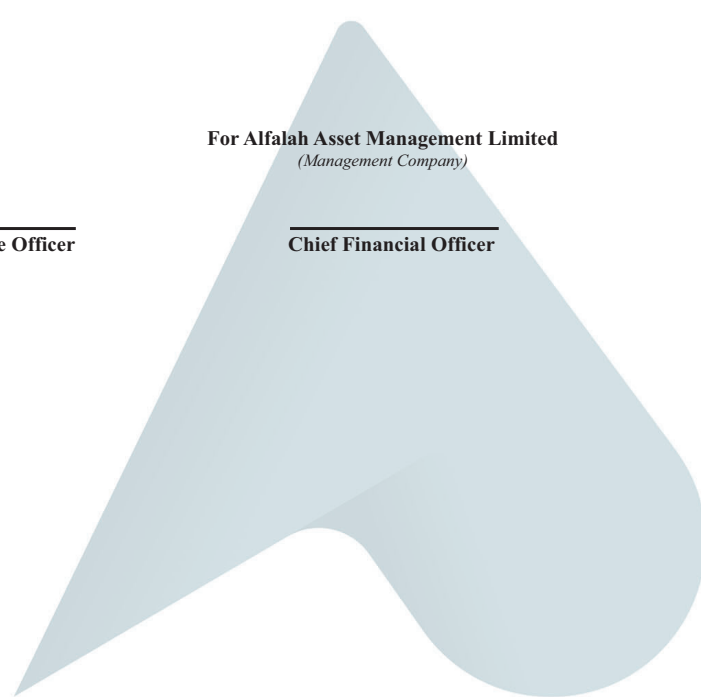 For Alfalah Asset Management Limited
(Management Company)
e Officer
Chief Financial Officer